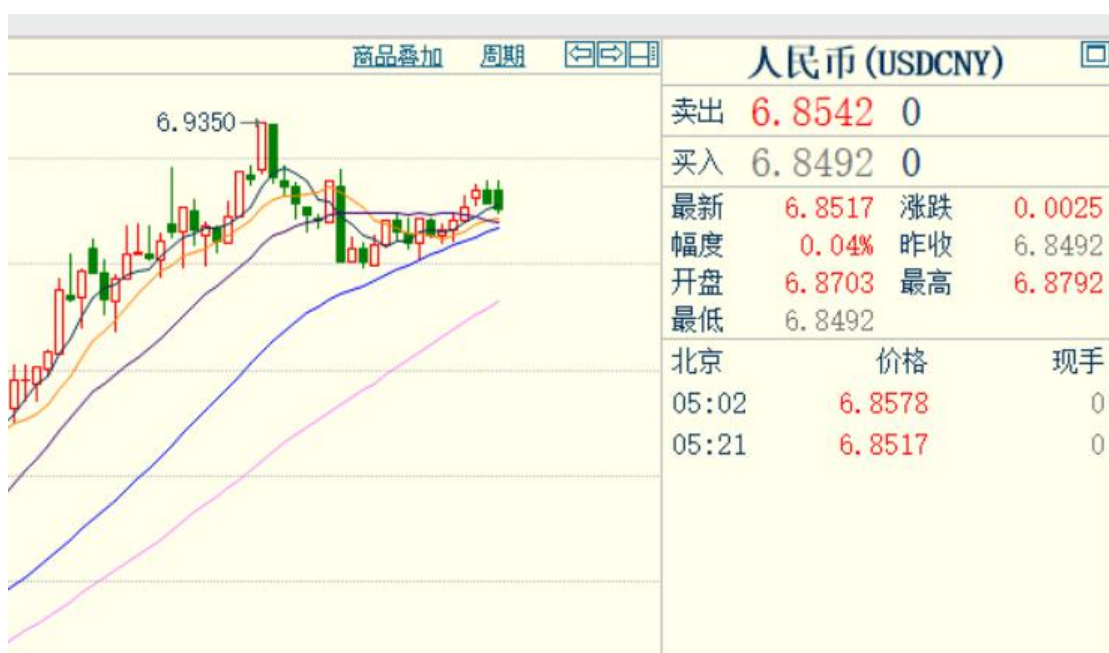 商品叠加 周期
6.9350
人民币(USDCNY)
卖出 6.8542 0
买入 6.8492 0
最新 6.8517 涨跌 0.0025
幅度 0.04% 昨收 6.8492
开盘 6.8703 最高 6.8792
最低 6.8492
北京 价格 现手
05:02 6.8578 0
05:21 6.8517 0